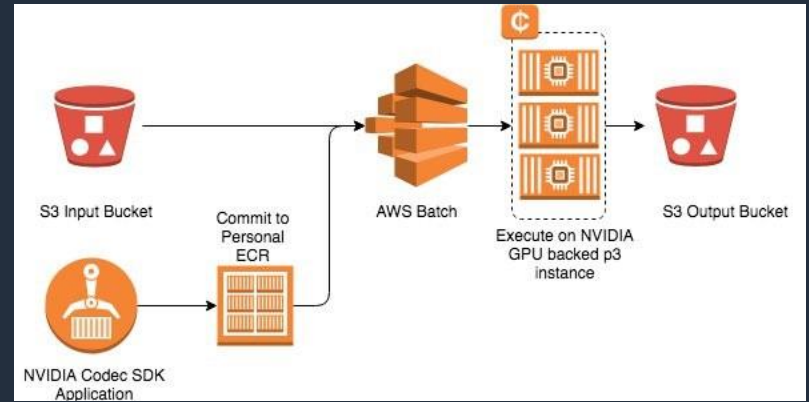 S3 Input Bucket
Commit to
Personal
ECR
AWS Batch
¢
Execute on NVIDIA
GPU backed p3
instance
S3 Output Bucket
NVIDIA Codec SDK
Application